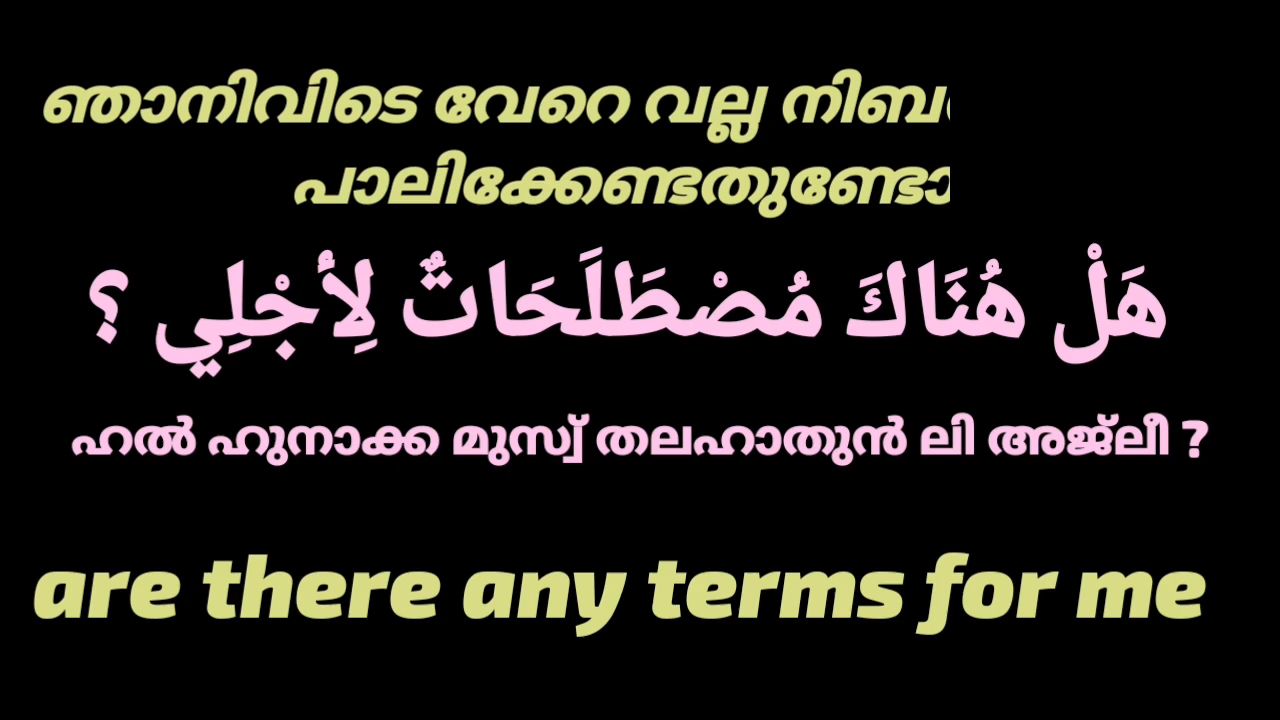 ഞാനിവിടെ വേറെ വല്ല
പാലിക്കേണ്ടതുണ്ടോ
هَلْ هُنَاكَ مُصْطَلَحَاتٌ لِأَجْلِي ؟
ഹൽ ഹുനാക്ക മുസ്വ് തലഹാതുൻ ലി അജ്ലീ ?
are there any terms for me